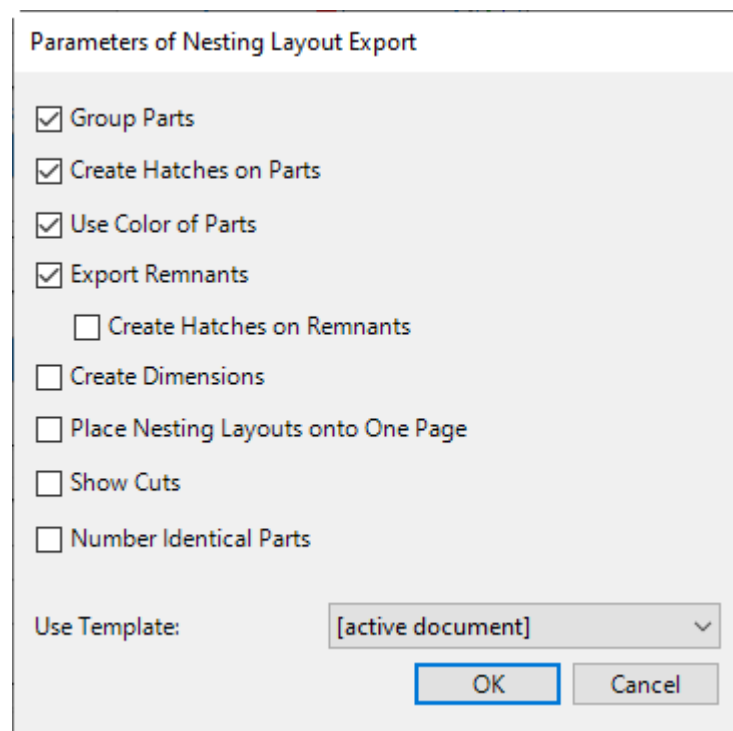 Parameters of Nesting Layout Export
Group Parts
Create Hatches on Parts
Use Color of Parts
Export Remnants
Create Hatches on Remnants
Create Dimensions
Place Nesting Layouts onto One Page
Show Cuts
Number Identical Parts
Use Template: [active document]
OK Cancel